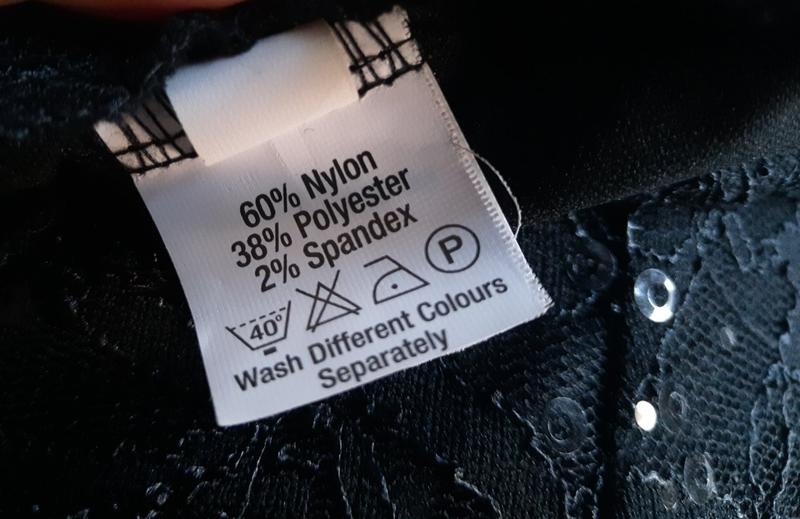 60% Nylon
38% Polyester
2% Spandex
40° P
Wash Different Colours
Separately